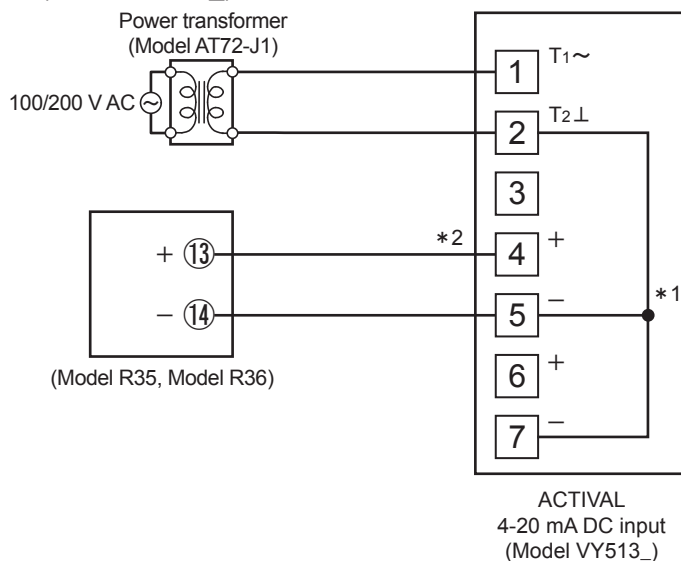 Power transformer
(Model AT72-J1)
100/200 V AC
1 T1~
2 T2⊥
3
+ ⑬ *2 4 +
*1
− ⑭ 5 −
6 +
7 −
(Model R35, Model R36)
ACTIVAL
4-20 mA DC input
(Model VY513_)